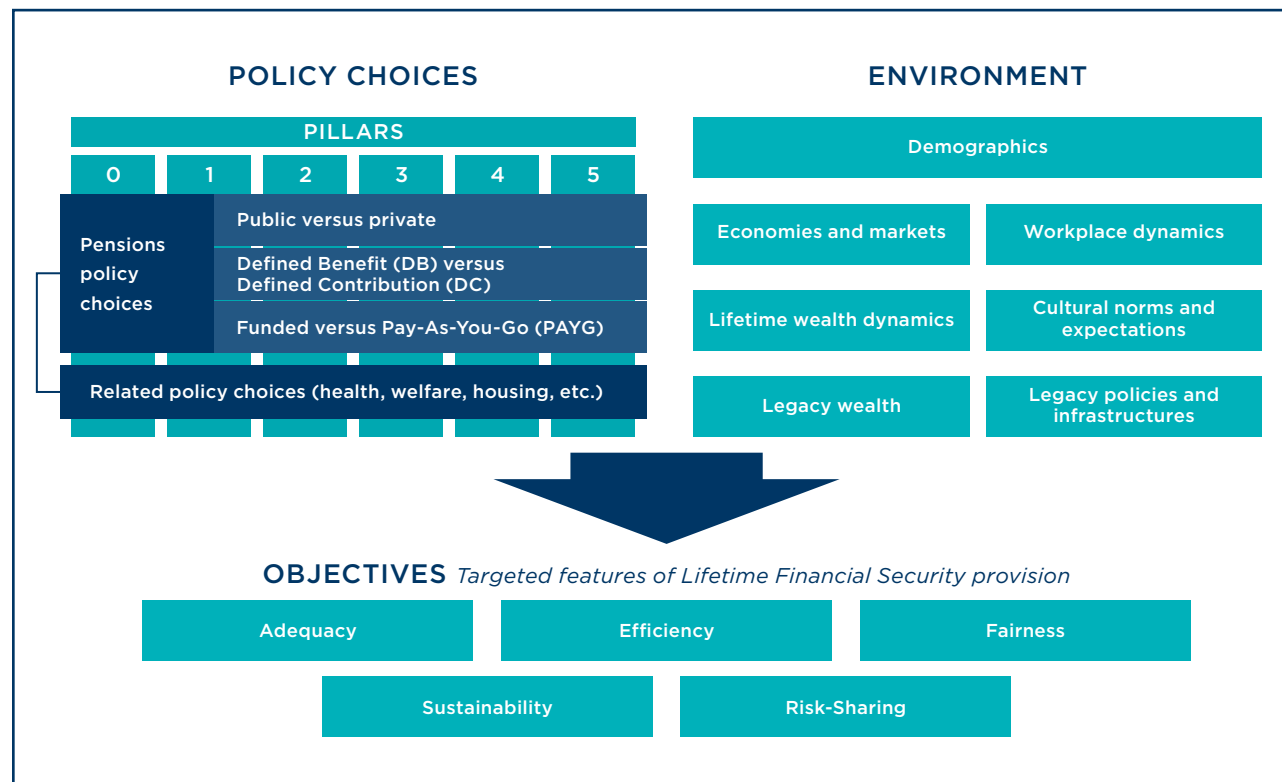 POLICY CHOICES
PILLARS
0 1 2 3 4 5
Pensions
policy
choices
Public versus private
Defined Benefit (DB) versus
Defined Contribution (DC)
Funded versus Pay-As-You-Go (PAYG)
Related policy choices (health, welfare, housing, etc.)
ENVIRONMENT
Demographics
Economies and markets
Workplace dynamics
Lifetime wealth dynamics
Cultural norms and
expectations
Legacy wealth
Legacy policies and
infrastructures
OBJECTIVES Targeted features of Lifetime Financial Security provision
Adequacy
Efficiency
Fairness
Sustainability
Risk-Sharing